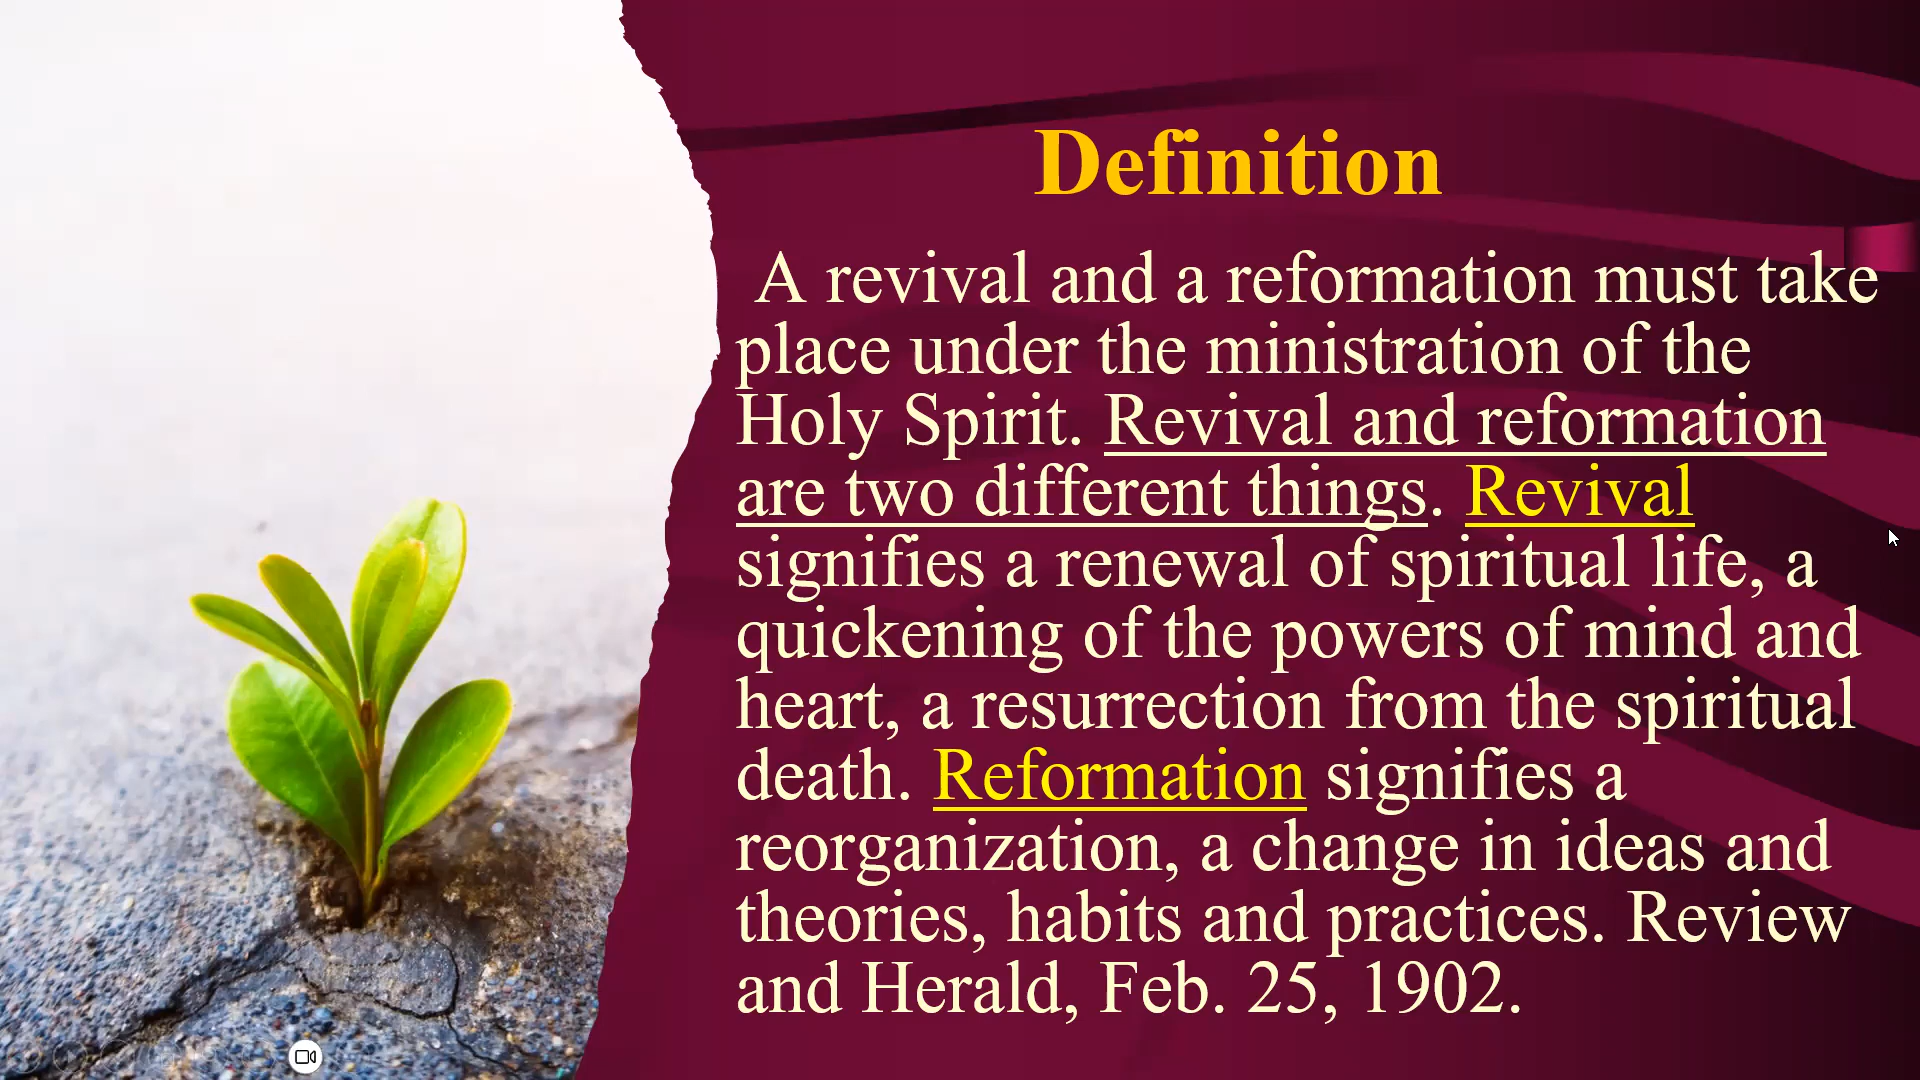 Definition
A revival and a reformation must take
place under the ministration of the
Holy Spirit. Revival and reformation
are two different things. Revival
signifies a renewal of spiritual life, a
quickening of the powers of mind and
heart, a resurrection from the spiritual
death. Reformation signifies a
reorganization, a change in ideas and
theories, habits and practices. Review
and Herald, Feb. 25, 1902.